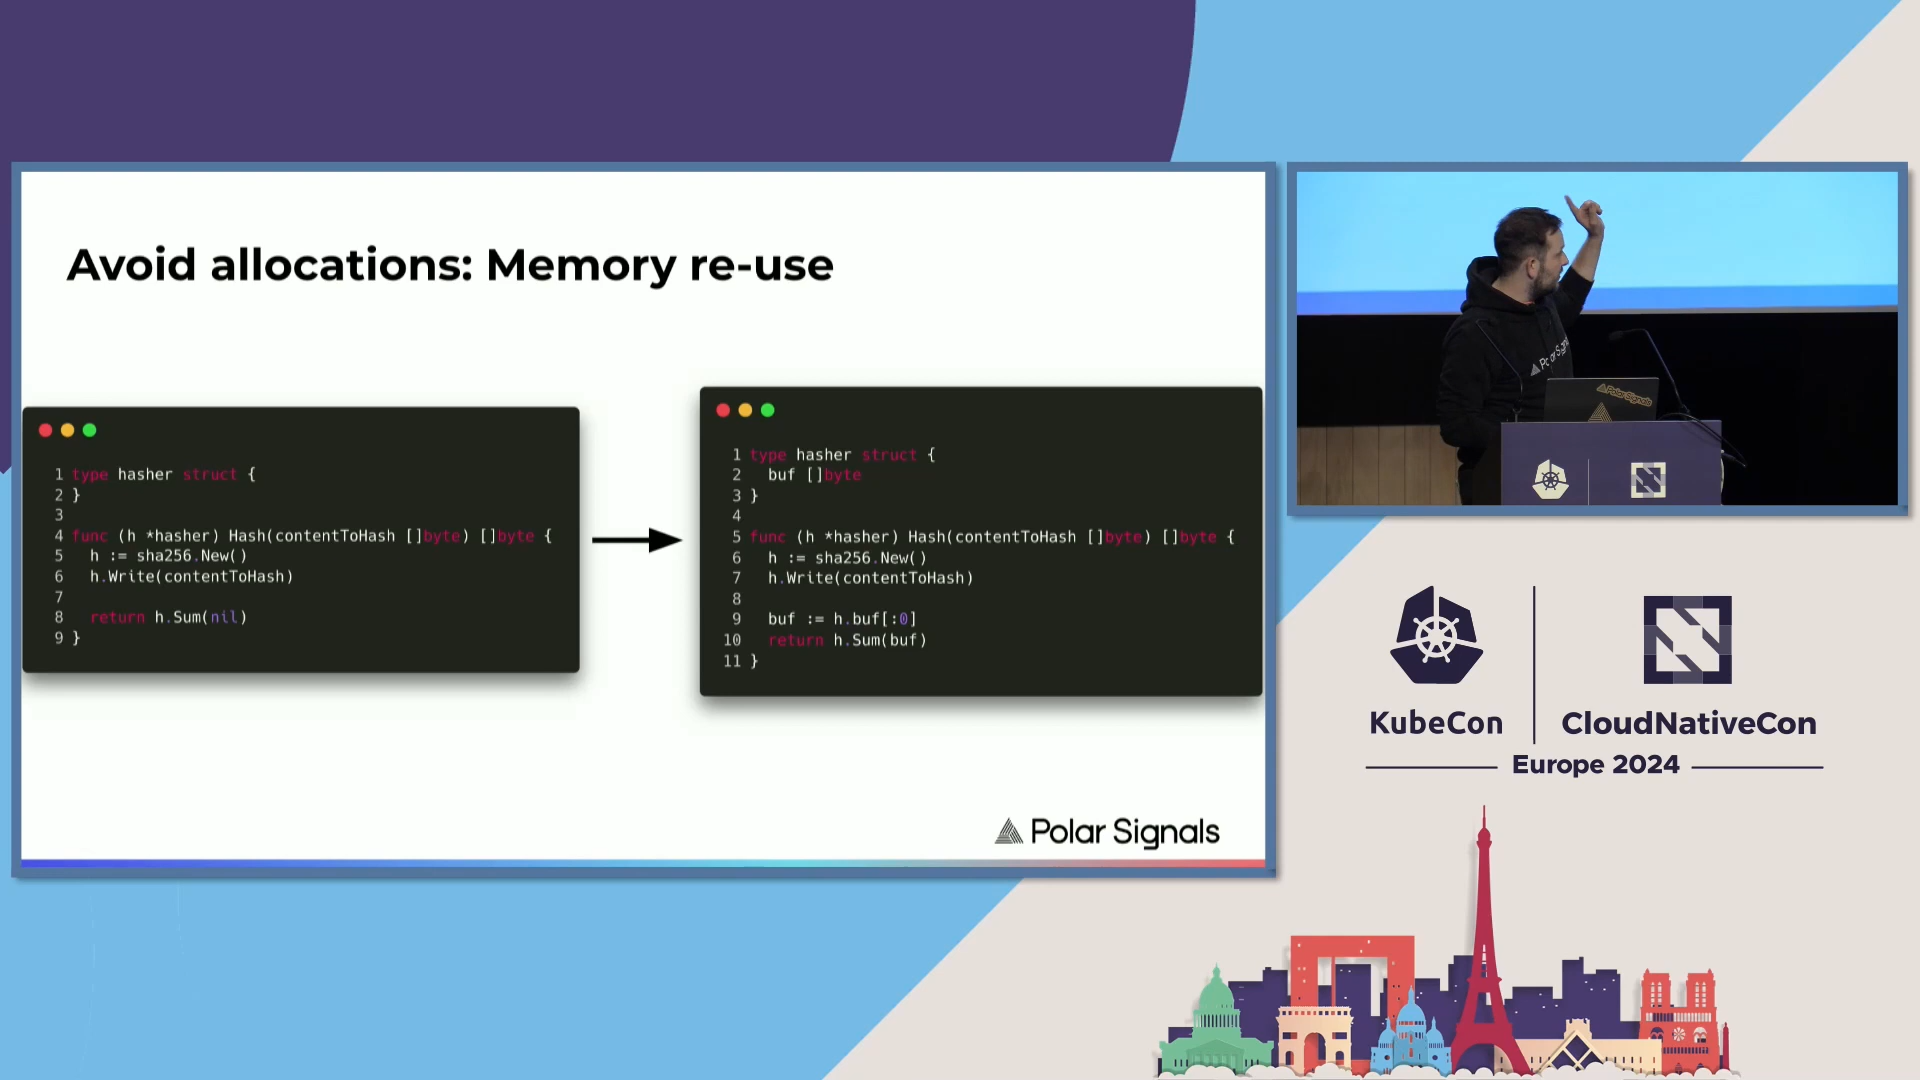 Avoid allocations: Memory re-use
1 type hasher struct {
2 }
3
4 func (h *hasher) Hash(contentToHash []byte) []byte {
5   h := sha256.New()
6   h.Write(contentToHash)
7
8   return h.Sum(nil)
9 }
1 type hasher struct {
2   buf []byte
3 }
4
5 func (h *hasher) Hash(contentToHash []byte) []byte {
6   h := sha256.New()
7   h.Write(contentToHash)
8
9   buf := h.buf[:0]
10   return h.Sum(buf)
11 }
Polar Signals
Polar Signals
KubeCon
CloudNativeCon
Europe 2024